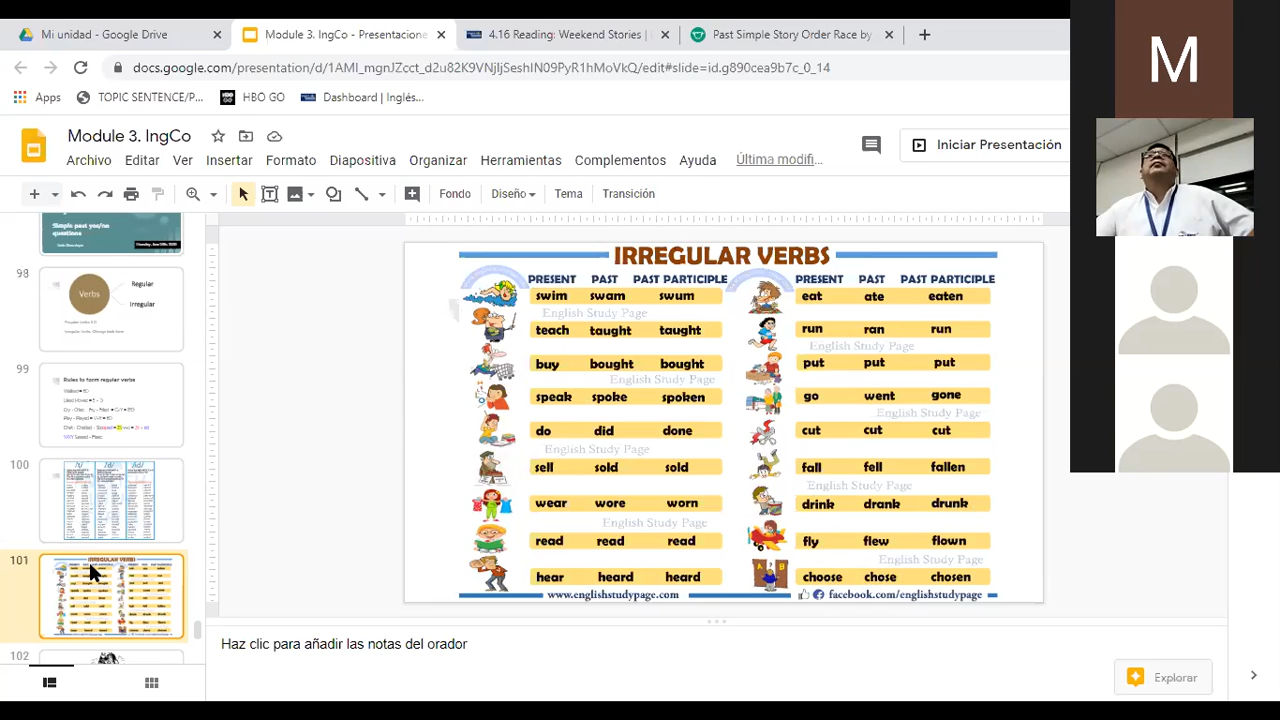 Mi unidad - Google Drive
Module 3. IngCo - Presentacione
4.16 Reading: Weekend Stories |
Past Simple Story Order Race by
docs.google.com/presentation/d/1AMI_mgnJZcct_d2u82K9VNjIjSeshIN09PyR1hMoVkQ/edit#slide=id.g890cea9b7c_0_14
Apps
TOPIC SENTENCE/P...
HBO GO
Dashboard | Inglés...
Module 3. IngCo
Archivo Editar Ver Insertar Formato Diapositiva Organizar Herramientas Complementos Ayuda Última modifi...
Iniciar Presentación
Fondo Diseño Tema Transición
Simple past yes/no
questions
98
Verbs
Regular
Irregular
99
Rules to form regular verbs
100
101
IRREGULAR VERBS
102
IRREGULAR VERBS
PRESENT PAST PAST PARTICIPLE
swim swam swum
English Study Page
teach taught taught
buy bought bought
English Study Page
speak spoke spoken
do did done
English Study Page
sell sold sold
wear wore worn
English Study Page
read read read
hear heard heard
www.englishstudypage.com
PRESENT PAST PAST PARTICIPLE
eat ate eaten
run ran run
English Study Page
put put put
go went gone
English Study Page
cut cut cut
fall fell fallen
English Study Page
drink drank drunk
fly flew flown
English Study Page
choose chose chosen
facebook.com/englishstudypage
Haz clic para añadir las notas del orador
Explorar
M